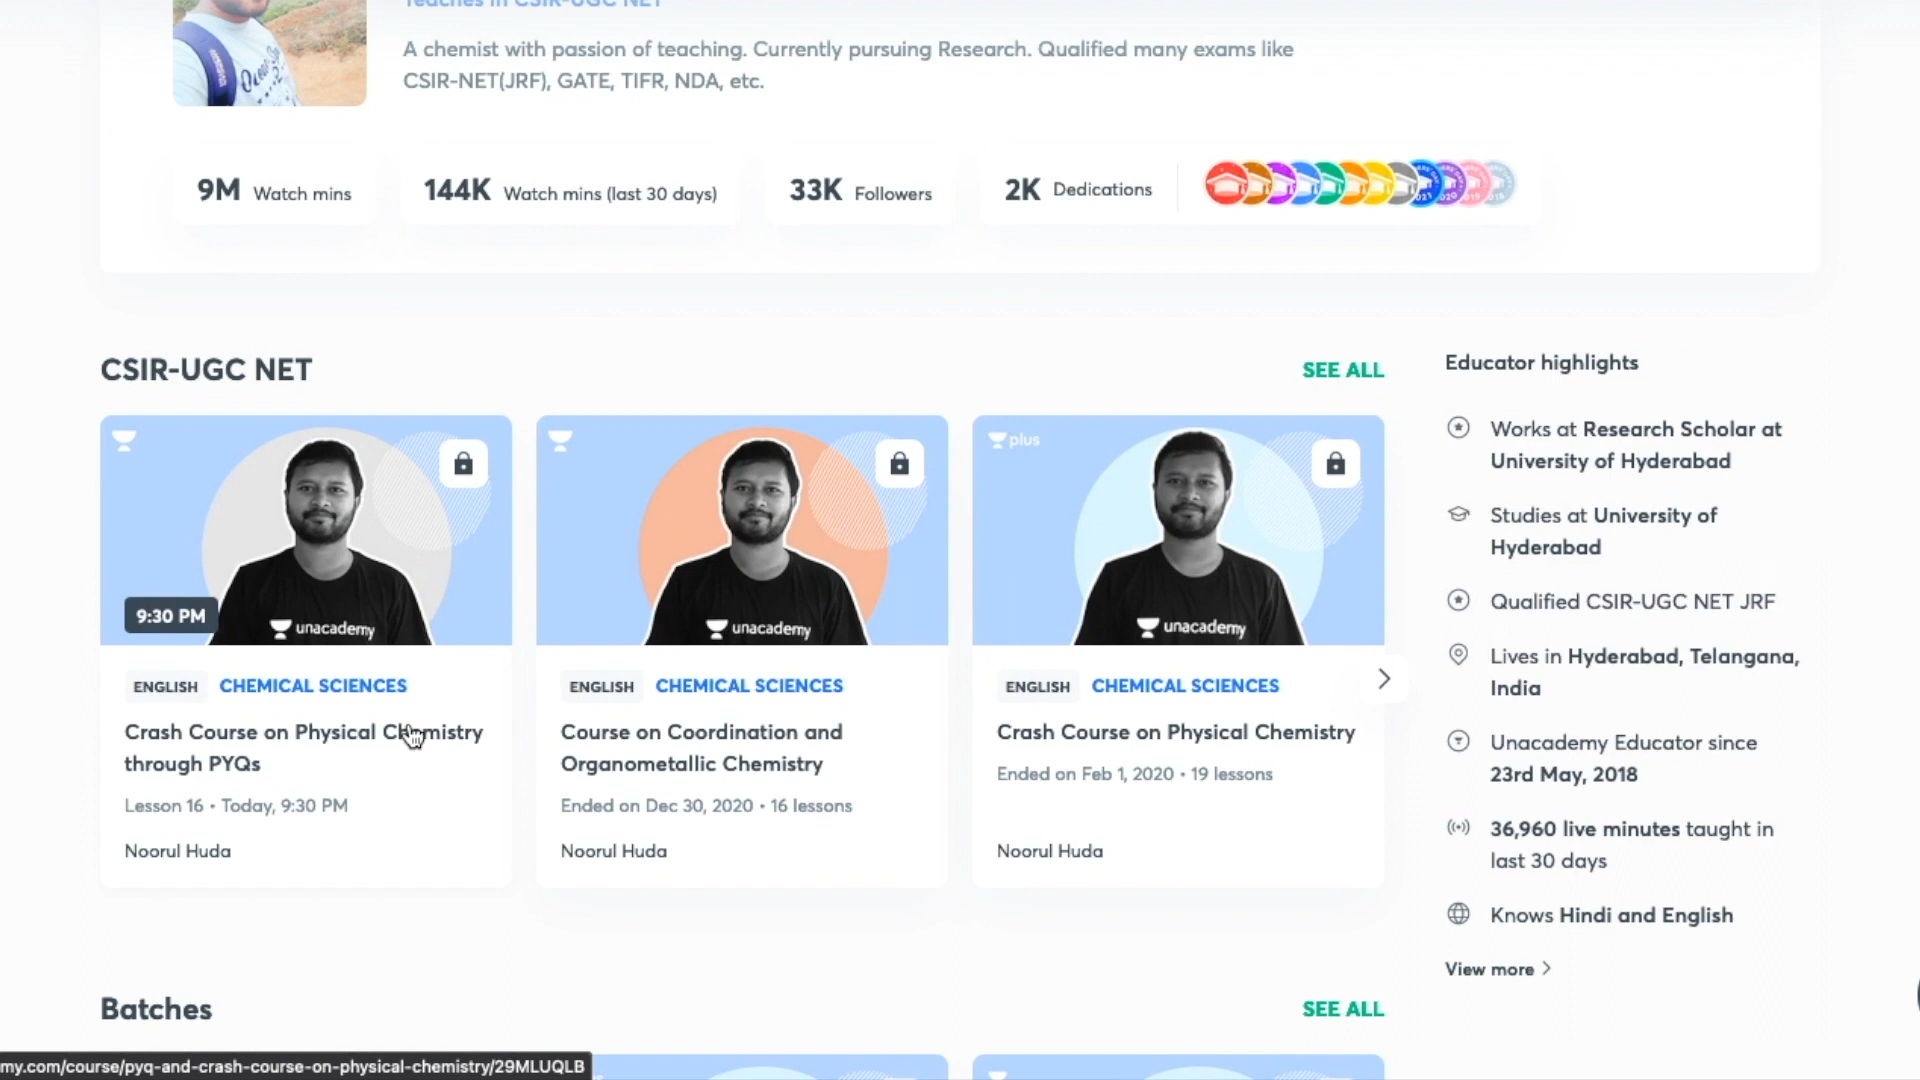 Teaches in CSIR-UGC NET
A chemist with passion of teaching. Currently pursuing Research. Qualified many exams like
CSIR-NET(JRF), GATE, TIFR, NDA, etc.
9M Watch mins
144K Watch mins (last 30 days)
33K Followers
2K Dedications
CSIR-UGC NET
SEE ALL
plus
9:30 PM
unacademy
unacademy
unacademy
ENGLISH CHEMICAL SCIENCES
Crash Course on Physical Chemistry
through PYQs
Lesson 16 • Today, 9:30 PM
Noorul Huda
ENGLISH CHEMICAL SCIENCES
Course on Coordination and
Organometallic Chemistry
Ended on Dec 30, 2020 • 16 lessons
Noorul Huda
ENGLISH CHEMICAL SCIENCES
Crash Course on Physical Chemistry
Ended on Feb 1, 2020 • 19 lessons
Noorul Huda
Educator highlights
Works at Research Scholar at
University of Hyderabad
Studies at University of
Hyderabad
Qualified CSIR-UGC NET JRF
Lives in Hyderabad, Telangana,
India
Unacademy Educator since
23rd May, 2018
36,960 live minutes taught in
last 30 days
Knows Hindi and English
View more
Batches
SEE ALL
my.com/course/pyq-and-crash-course-on-physical-chemistry/29MLUQLB